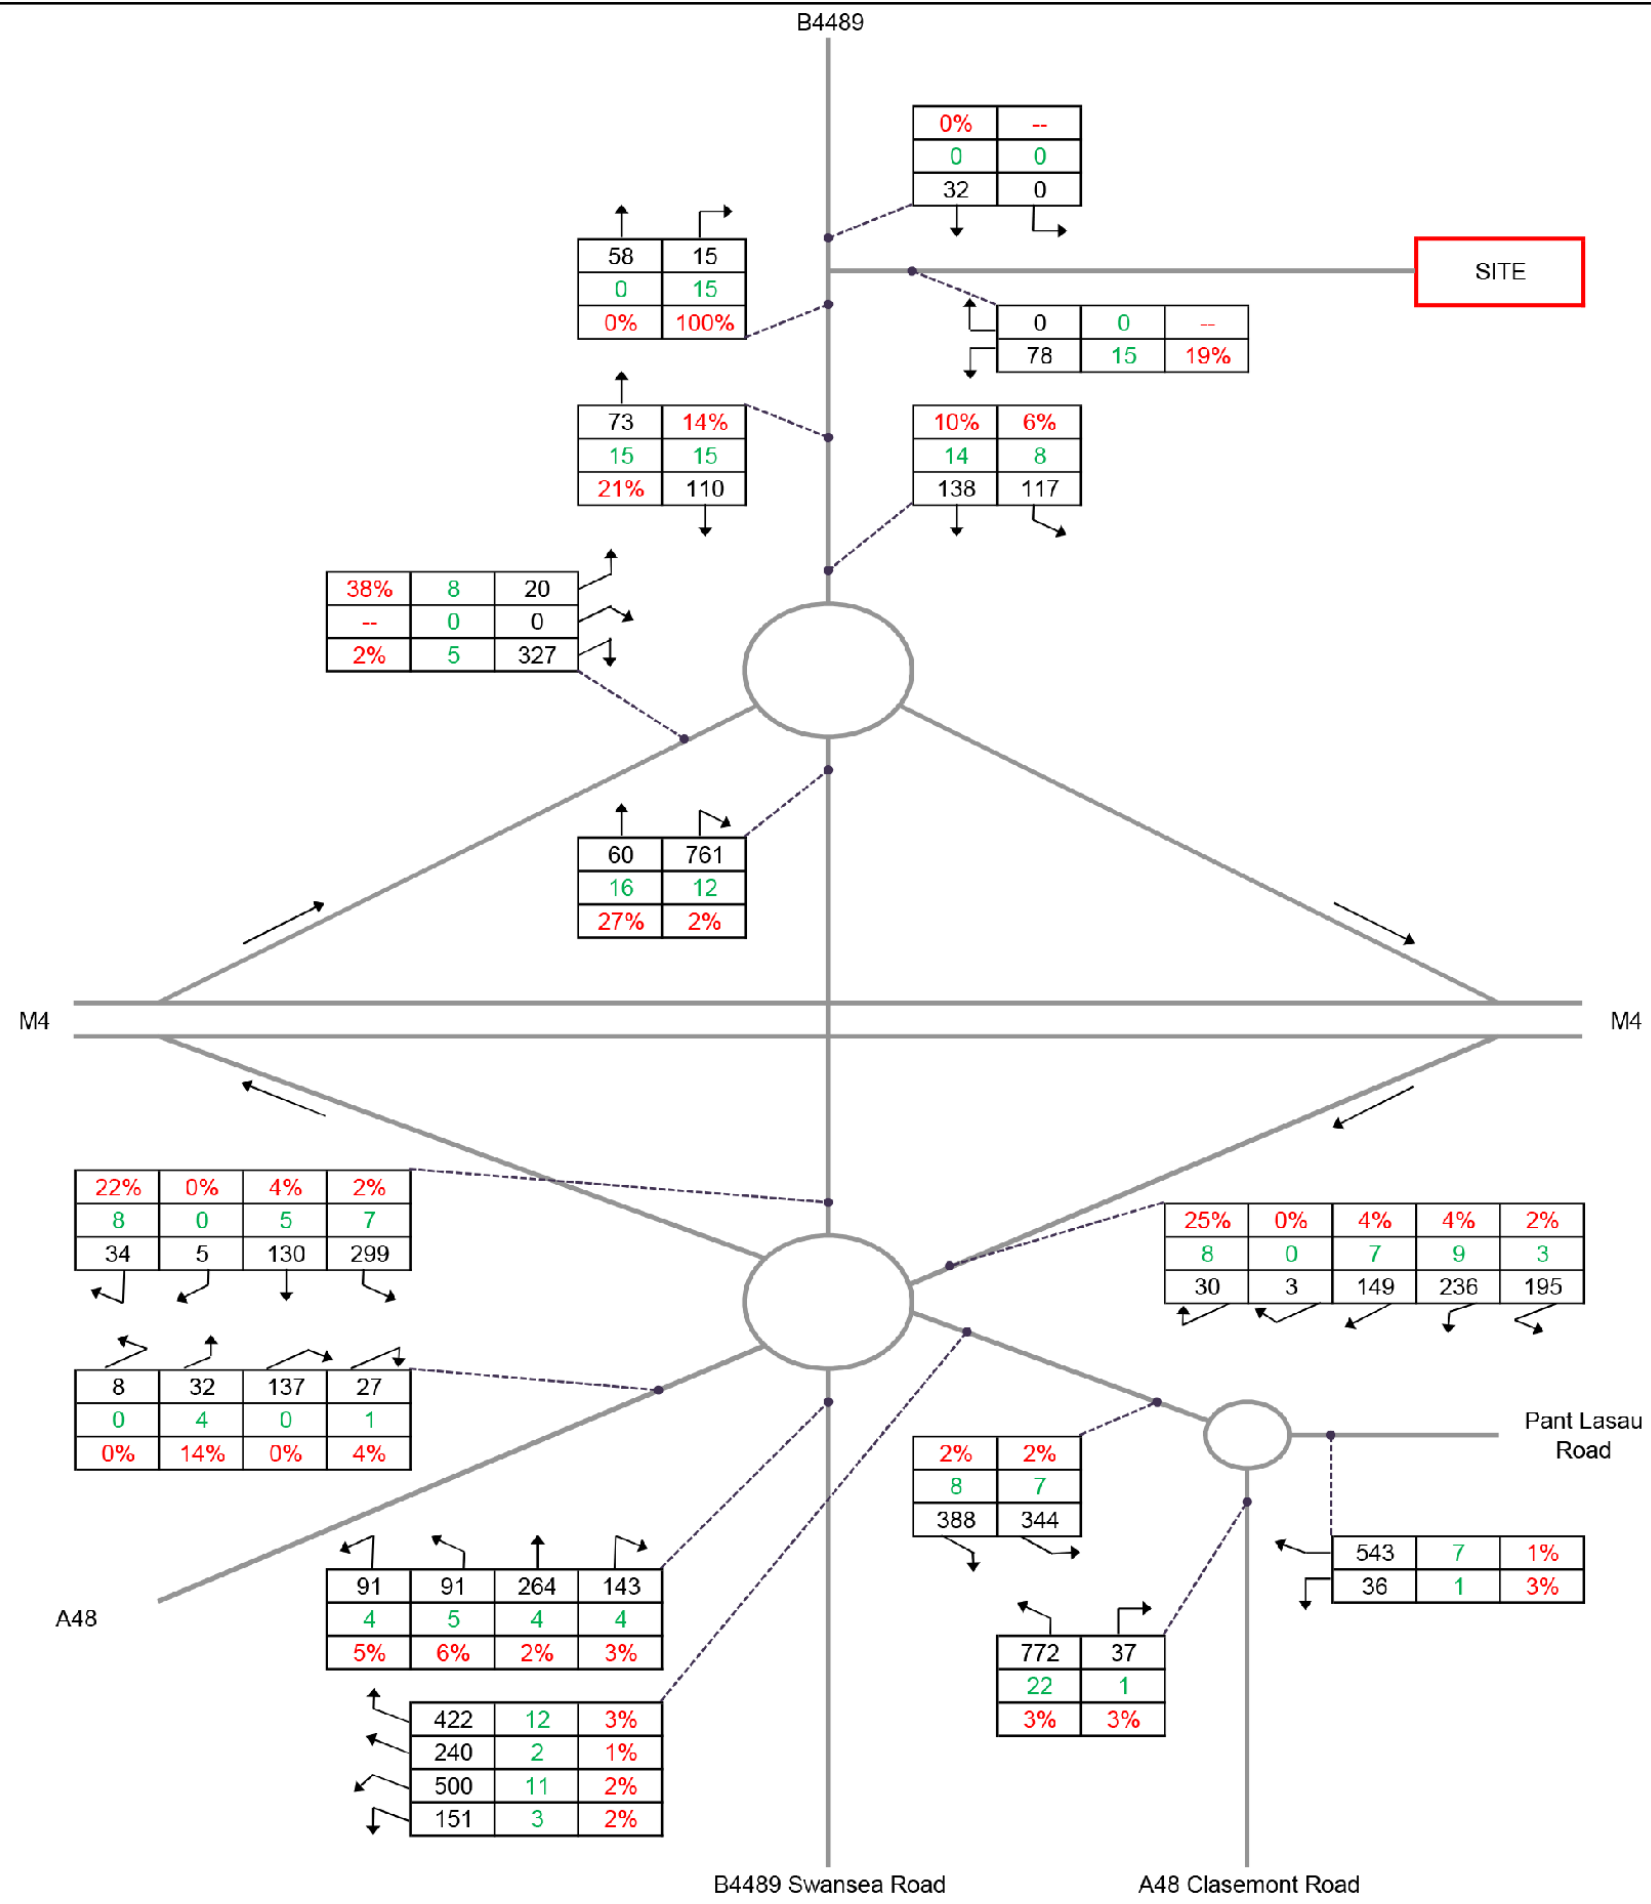 B4489
0% --
0 0
32 0
58 15
0 15
0% 100%
SITE
0 0 --
78 15 19%
73 14%
15 15
21% 110
10% 6%
14 8
138 117
38% 8 20
-- 0 0
2% 5 327
60 761
16 12
27% 2%
M4
M4
22% 0% 4% 2%
8 0 5 7
34 5 130 299
25% 0% 4% 4% 2%
8 0 7 9 3
30 3 149 236 195
8 32 137 27
0 4 0 1
0% 14% 0% 4%
Pant Lasau
Road
2% 2%
8 7
388 344
543 7 1%
36 1 3%
A48
91 91 264 143
4 5 4 4
5% 6% 2% 3%
772 37
22 1
3% 3%
422 12 3%
240 2 1%
500 11 2%
151 3 2%
B4489 Swansea Road
A48 Clasemont Road